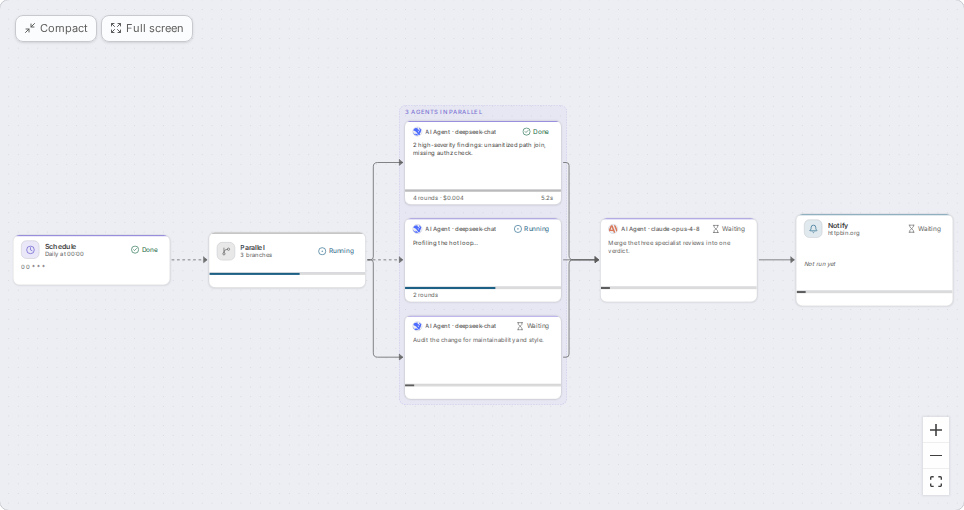 Compact
Full screen
Schedule
Daily at 00:00
Done
0 0 * * *
Parallel
3 branches
Running
3 AGENTS IN PARALLEL
AI Agent · deepseek-chat
Done
2 high-severity findings: unsanitized path join,
missing authz check.
4 rounds · $0.004
5.2s
AI Agent · deepseek-chat
Running
Profiling the hot loop...
2 rounds
AI Agent · deepseek-chat
Waiting
Audit the change for maintainability and style.
AI Agent · claude-opus-4-8
Waiting
Merge the three specialist reviews into one
verdict.
Notify
httpbin.org
Waiting
Not run yet